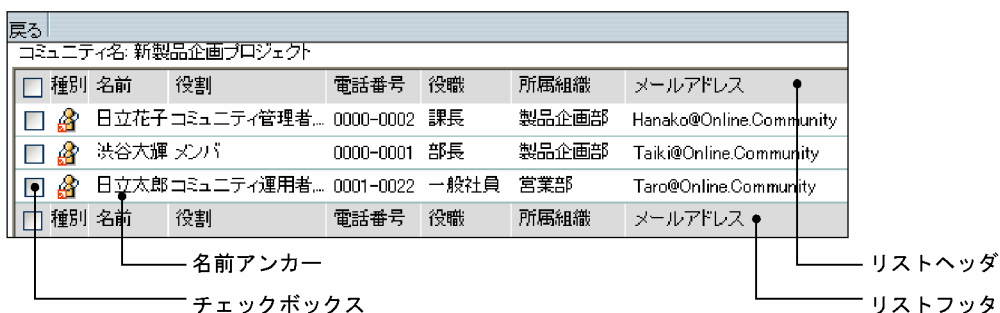 戻る
コミュニティ名: 新製品企画プロジェクト
種別 名前 役割 電話番号 役職 所属組織 メールアドレス
日立花子 コミュニティ管理者... 0000-0002 課長 製品企画部 Hanako@Online.Community
渋谷大輝 メンバ 0000-0001 部長 製品企画部 Taiki@Online.Community
日立太郎 コミュニティ運用者... 0001-0022 一般社員 営業部 Taro@Online.Community
種別 名前 役割 電話番号 役職 所属組織 メールアドレス
名前アンカー リストヘッダ
チェックボックス リストフッタ